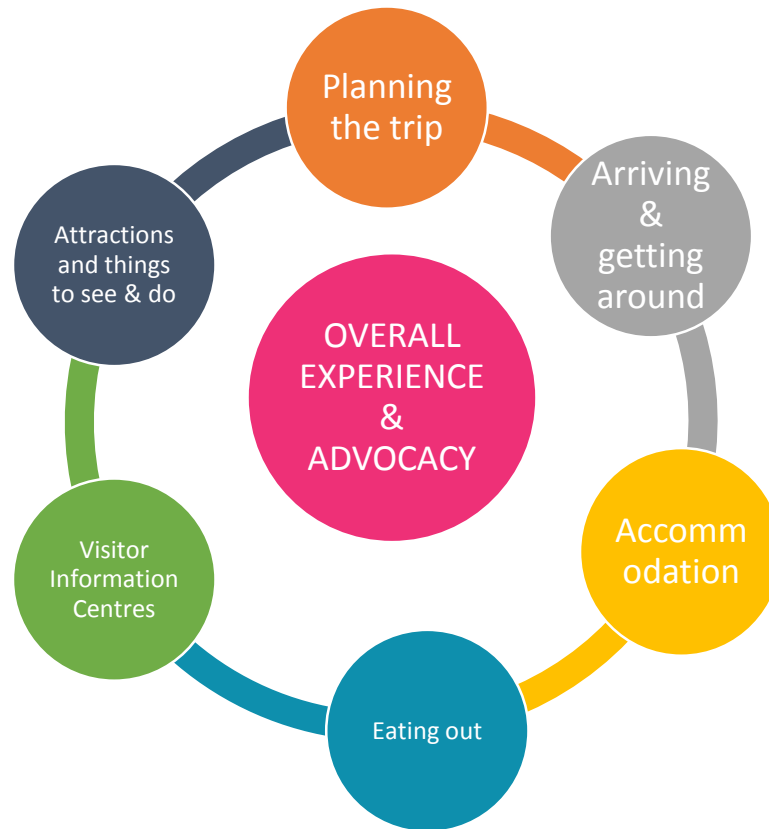 Planning
the trip
Arriving
&
getting
around
Accomm
odation
Eating out
Visitor
Information
Centres
Attractions
and things
to see & do
OVERALL
EXPERIENCE
&
ADVOCACY